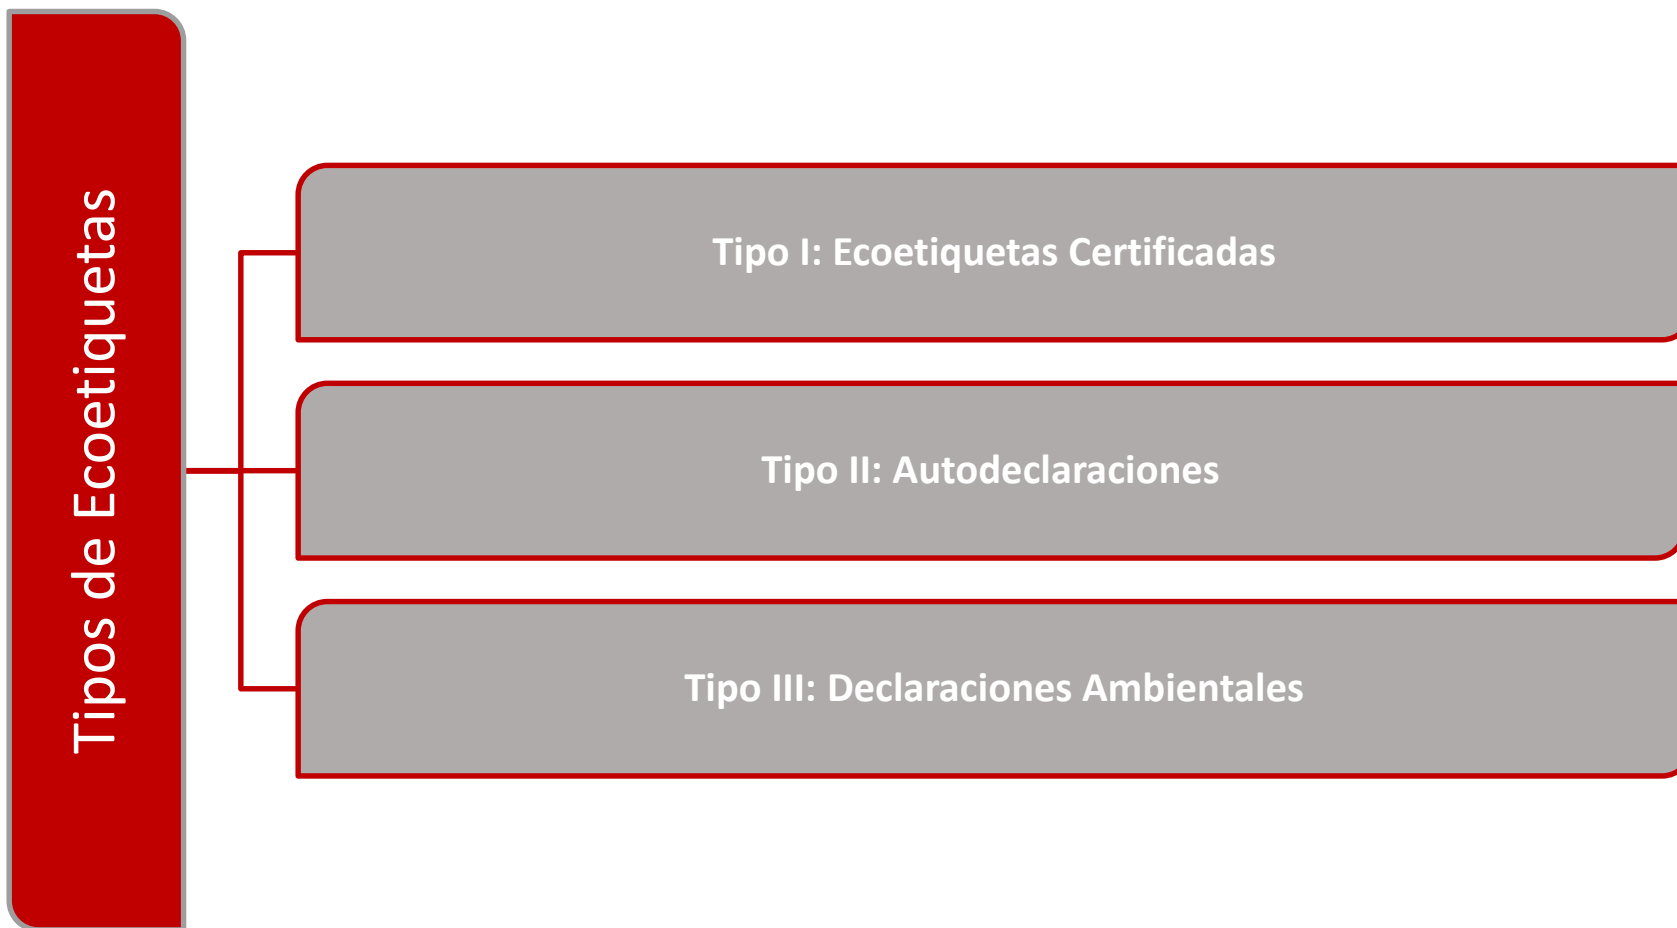 Tipos de Ecoetiquetas
Tipo I: Ecoetiquetas Certificadas
Tipo II: Autodeclaraciones
Tipo III: Declaraciones Ambientales